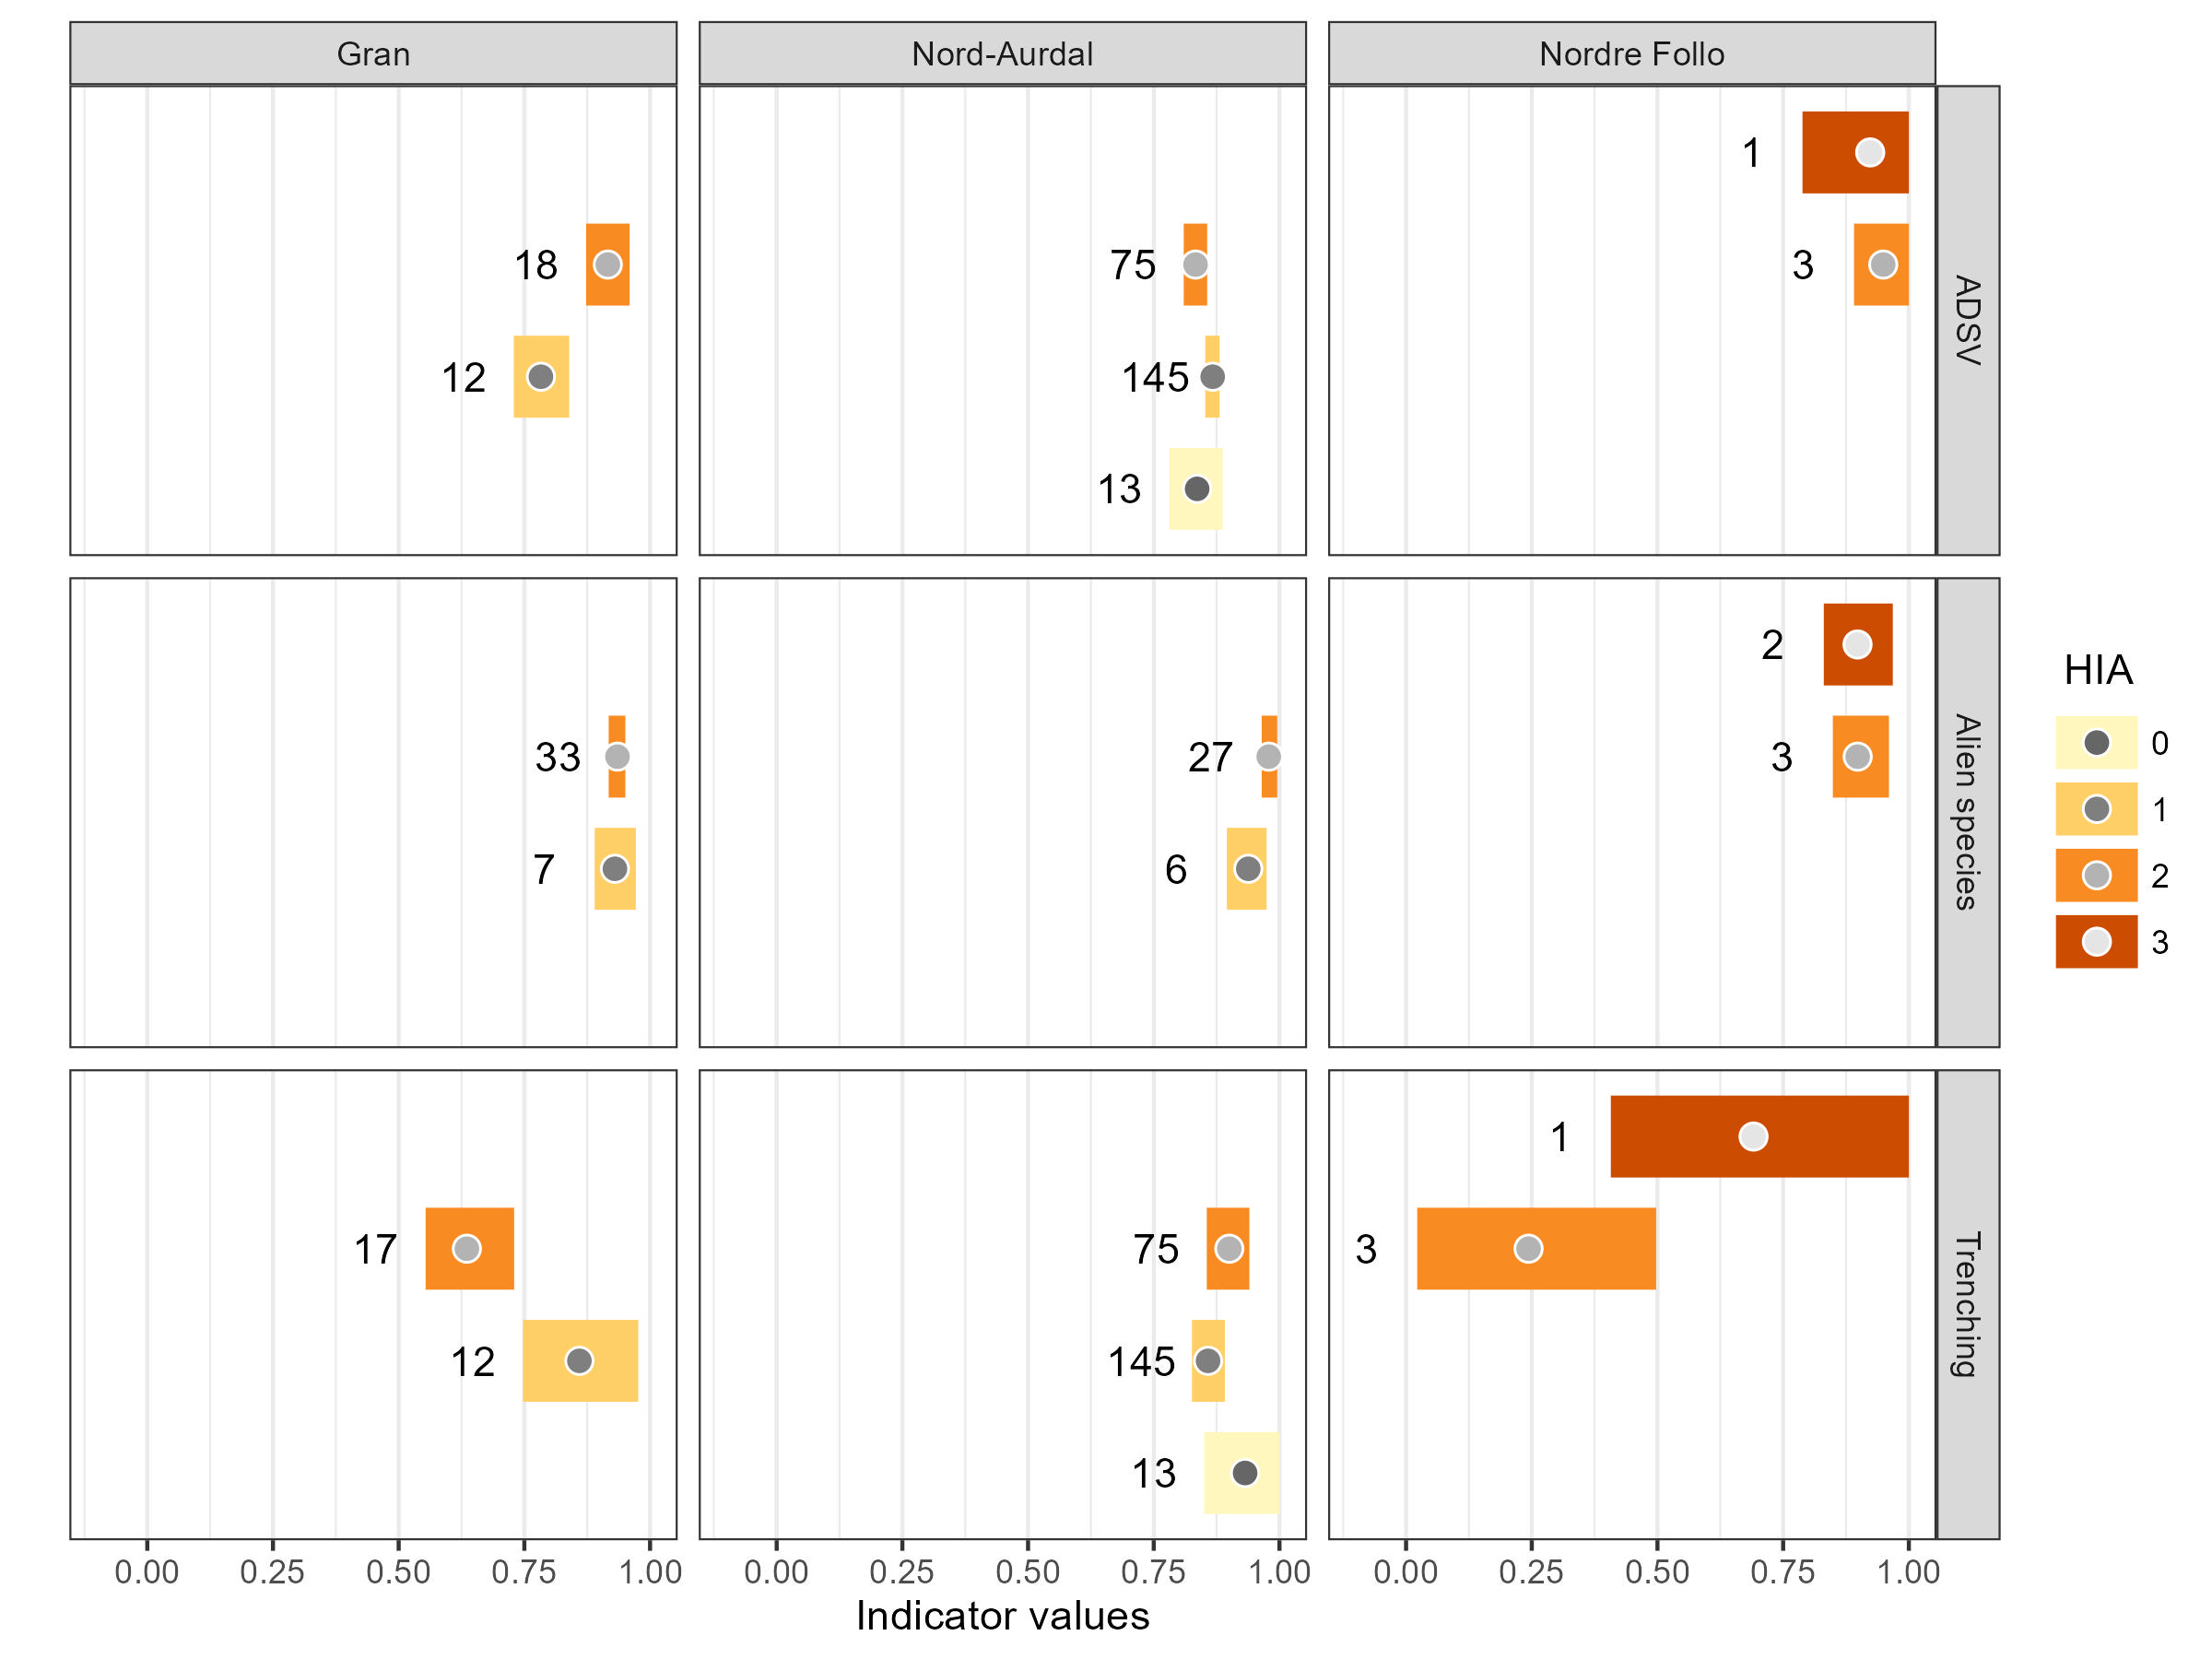 Gran Nord-Aurdal Nordre Follo
1
18 75 3
12 145
13
ADSV
2
33 27 3
7 6
Alien species
1
17 75 3
12 145
13
Trenching
0.00 0.25 0.50 0.75 1.00 0.00 0.25 0.50 0.75 1.00 0.00 0.25 0.50 0.75 1.00
Indicator values
HIA
0
1
2
3